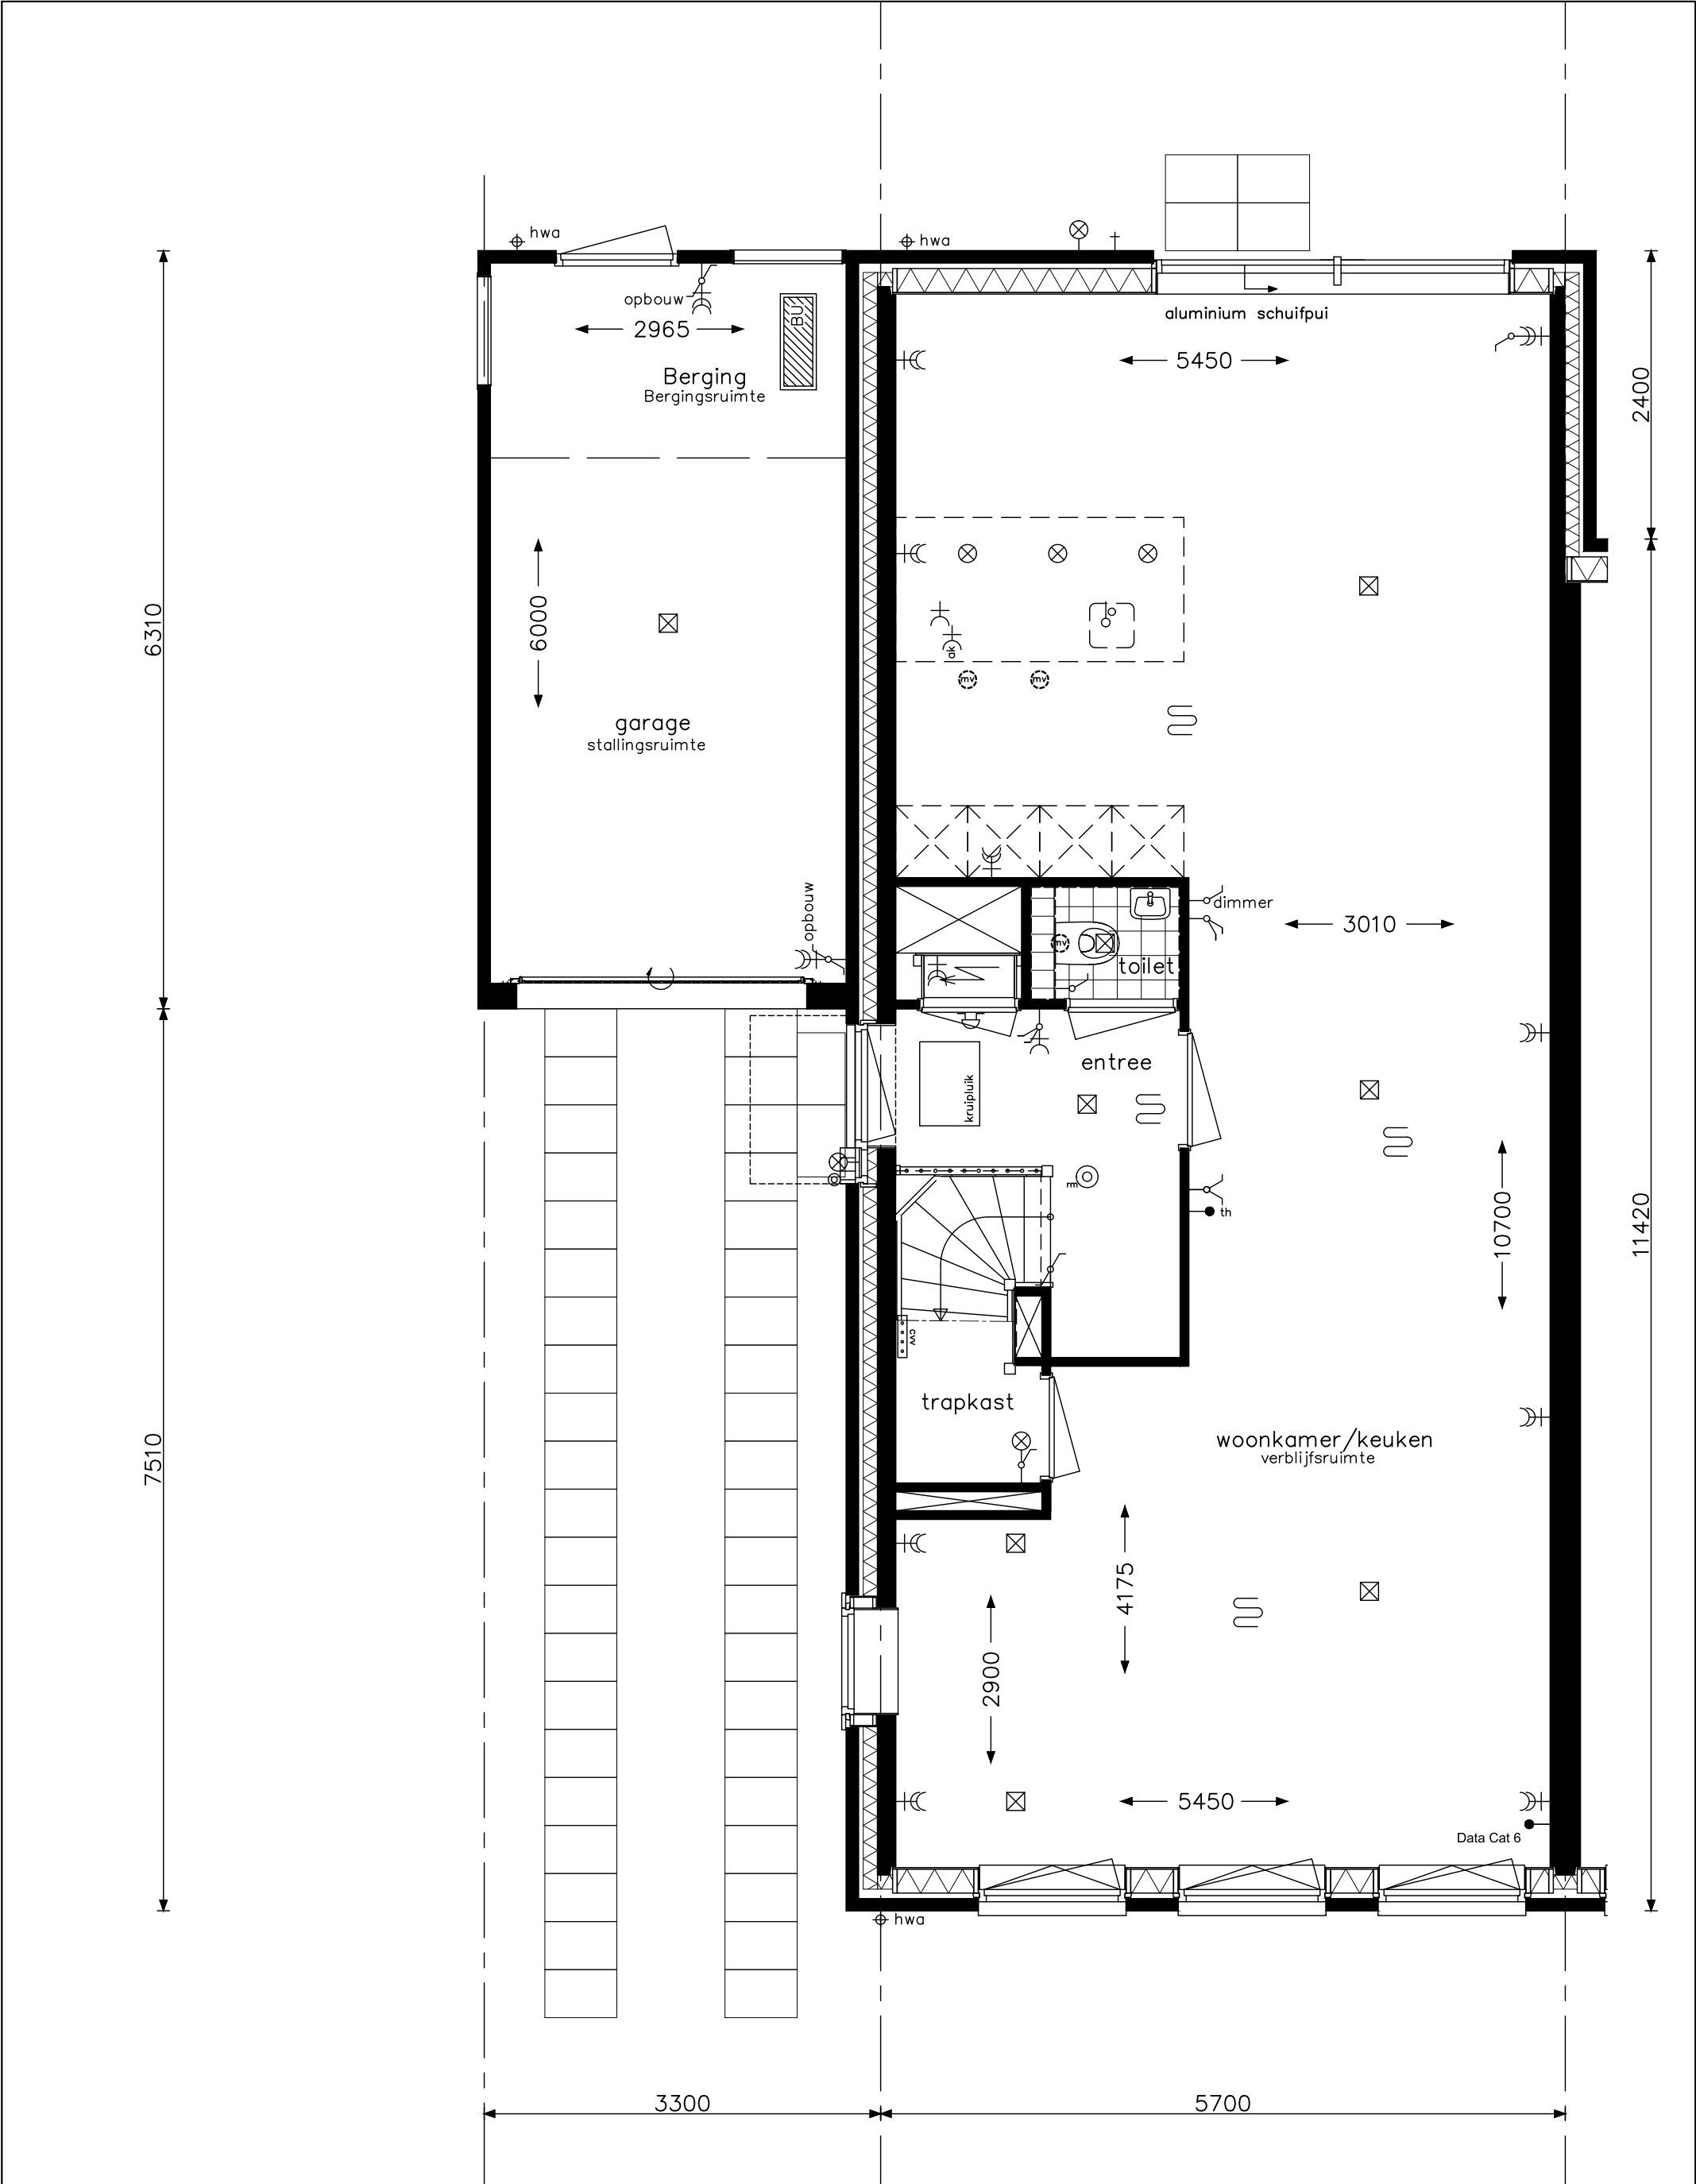 hwa
hwa
opbouw
2965
BU
aluminium schuifpui
5450
2400
Berging
Bergingsruimte
6310
6000
ak
mv
mv
garage
stallingsruimte
opbouw
dimmer
3010
mv
toilet
entree
kruipluik
rm
th
10700
11420
cvv
trapkast
woonkamer/keuken
verblijfsruimte
7510
4175
2900
5450
Data Cat 6
hwa
3300
5700